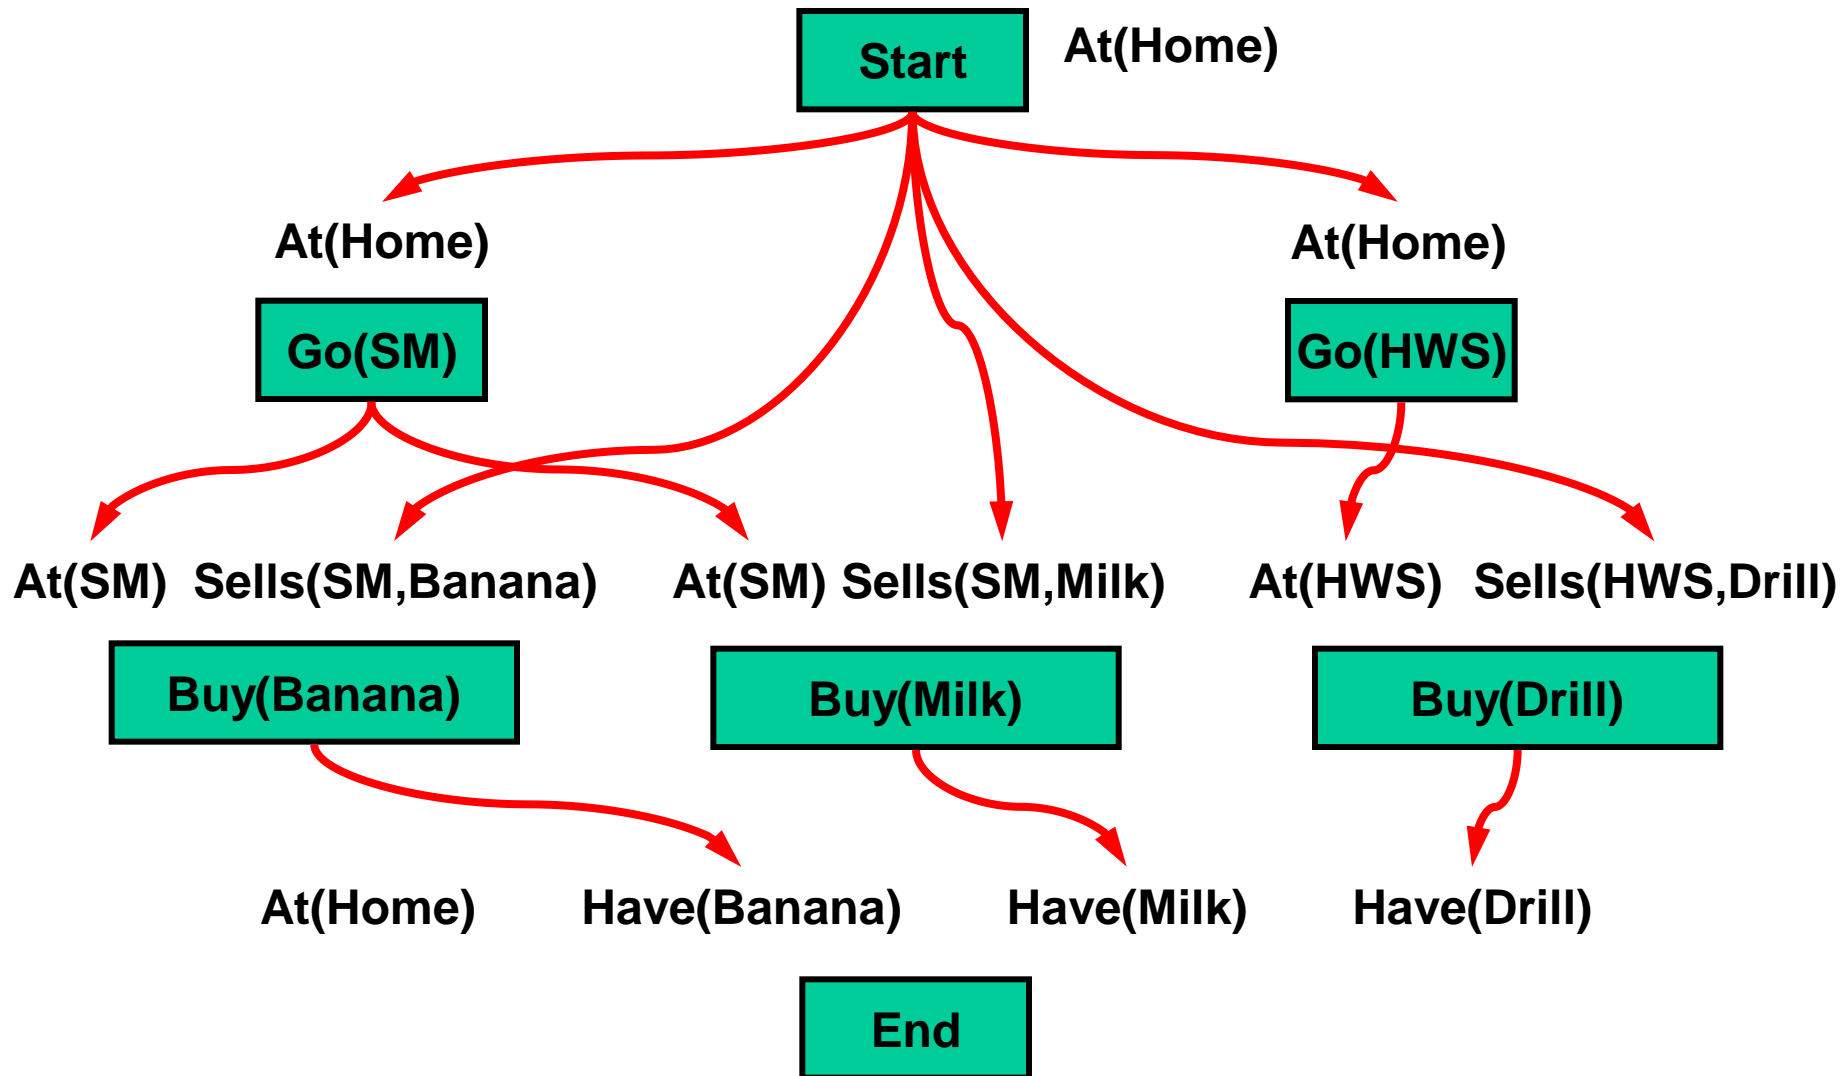 Start
At(Home)
At(Home)
At(Home)
Go(SM)
Go(HWS)
At(SM)
Sells(SM,Banana)
At(SM)
Sells(SM,Milk)
At(HWS)
Sells(HWS,Drill)
Buy(Banana)
Buy(Milk)
Buy(Drill)
At(Home)
Have(Banana)
Have(Milk)
Have(Drill)
End